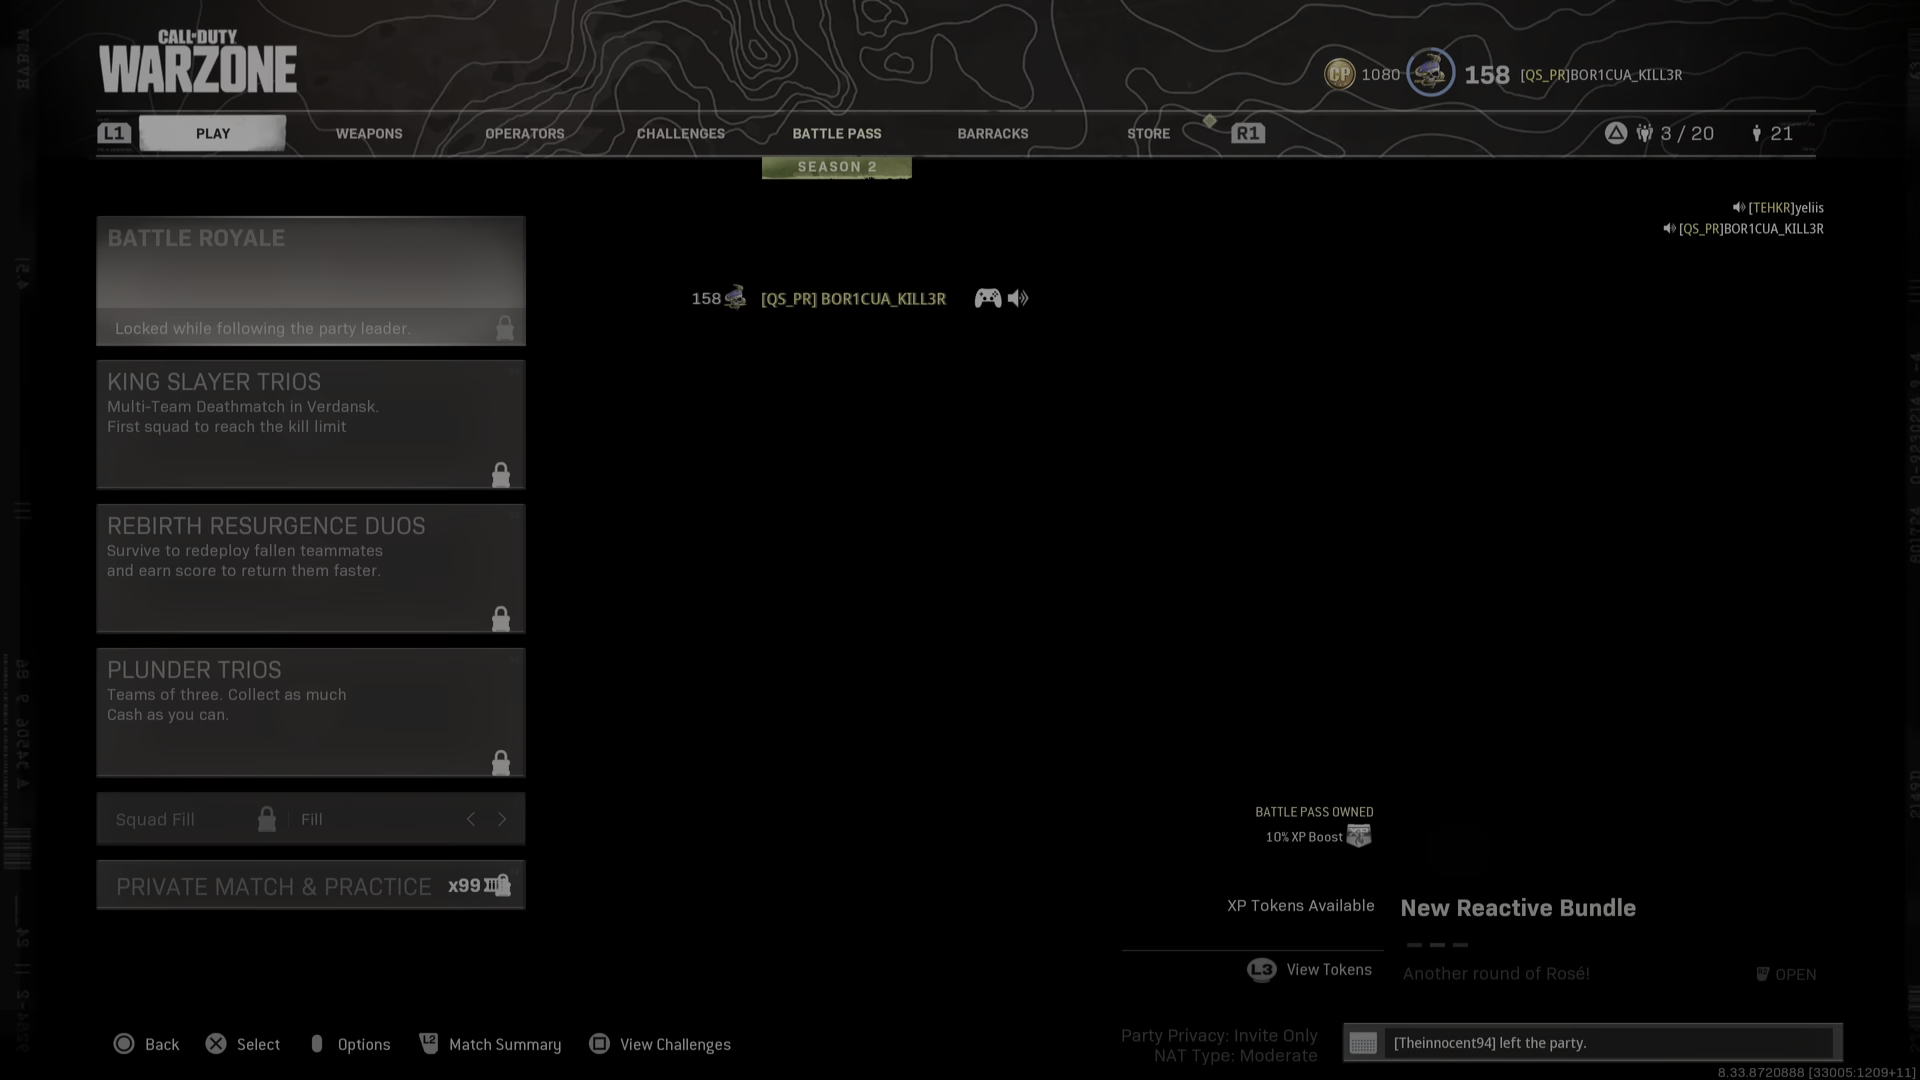 CALL OF DUTY
WARZONE
CP 1080 158 [QS_PR]BOR1CUA_KILL3R
L1 PLAY WEAPONS OPERATORS CHALLENGES BATTLE PASS BARRACKS STORE R1 3 / 20 21
SEASON 2
[TEHKR]yeliis
[QS_PR]BOR1CUA_KILL3R
BATTLE ROYALE
Locked while following the party leader.
158 [QS_PR] BOR1CUA_KILL3R
KING SLAYER TRIOS
Multi-Team Deathmatch in Verdansk.
First squad to reach the kill limit
REBIRTH RESURGENCE DUOS
Survive to redeploy fallen teammates
and earn score to return them faster.
PLUNDER TRIOS
Teams of three. Collect as much
Cash as you can.
Squad Fill Fill
PRIVATE MATCH & PRACTICE x99
BATTLE PASS OWNED
10% XP Boost
XP Tokens Available
L3 View Tokens
New Reactive Bundle
Another round of Rosé!
OPEN
Back Select Options L2 Match Summary View Challenges
Party Privacy: Invite Only
NAT Type: Moderate
[Theinnocent94] left the party.
8.33.8720888 [33005:1209+11]